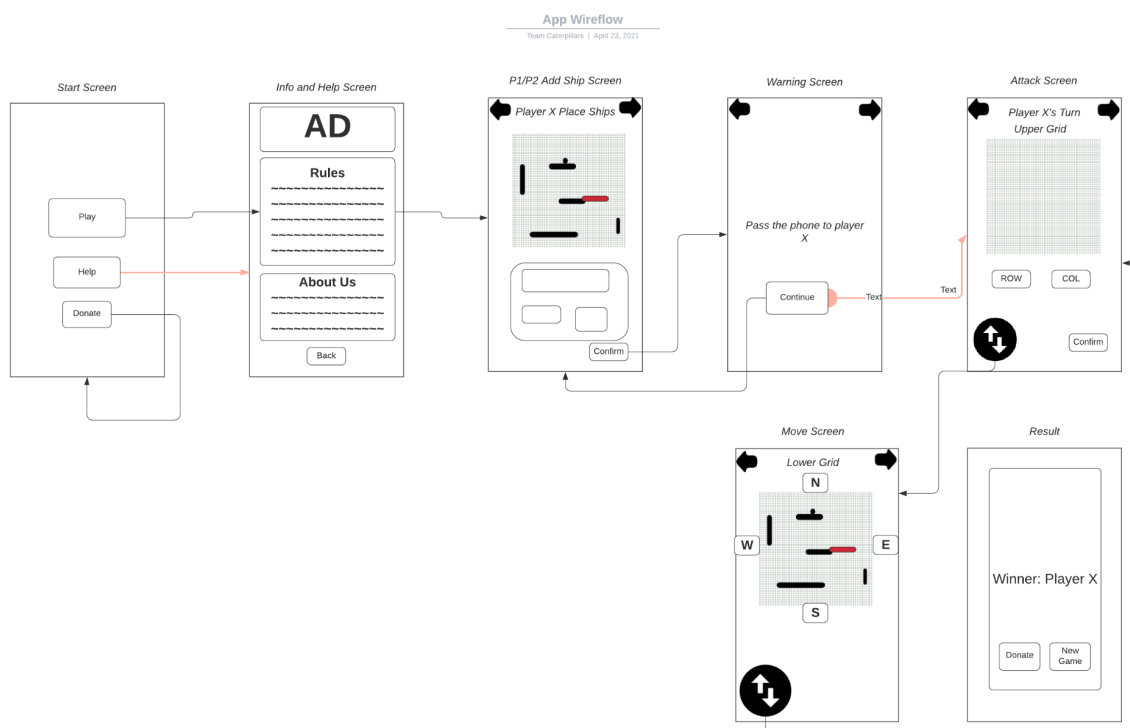 App Wireflow
Team Caterpillars | April 23, 2021
Start Screen
Play
Help
Donate
Info and Help Screen
AD
Rules
~~~~~~~~~~~~~~~
~~~~~~~~~~~~~~~
~~~~~~~~~~~~~~~
~~~~~~~~~~~~~~~
~~~~~~~~~~~~~~~
About Us
~~~~~~~~~~~~~~~
~~~~~~~~~~~~~~~
~~~~~~~~~~~~~~~
Back
P1/P2 Add Ship Screen
Player X Place Ships
Confirm
Warning Screen
Pass the phone to player
X
Continue
Text
Text
Attack Screen
Player X's Turn
Upper Grid
ROW
COL
Confirm
Move Screen
Lower Grid
N
W
E
S
Result
Winner: Player X
Donate
New
Game